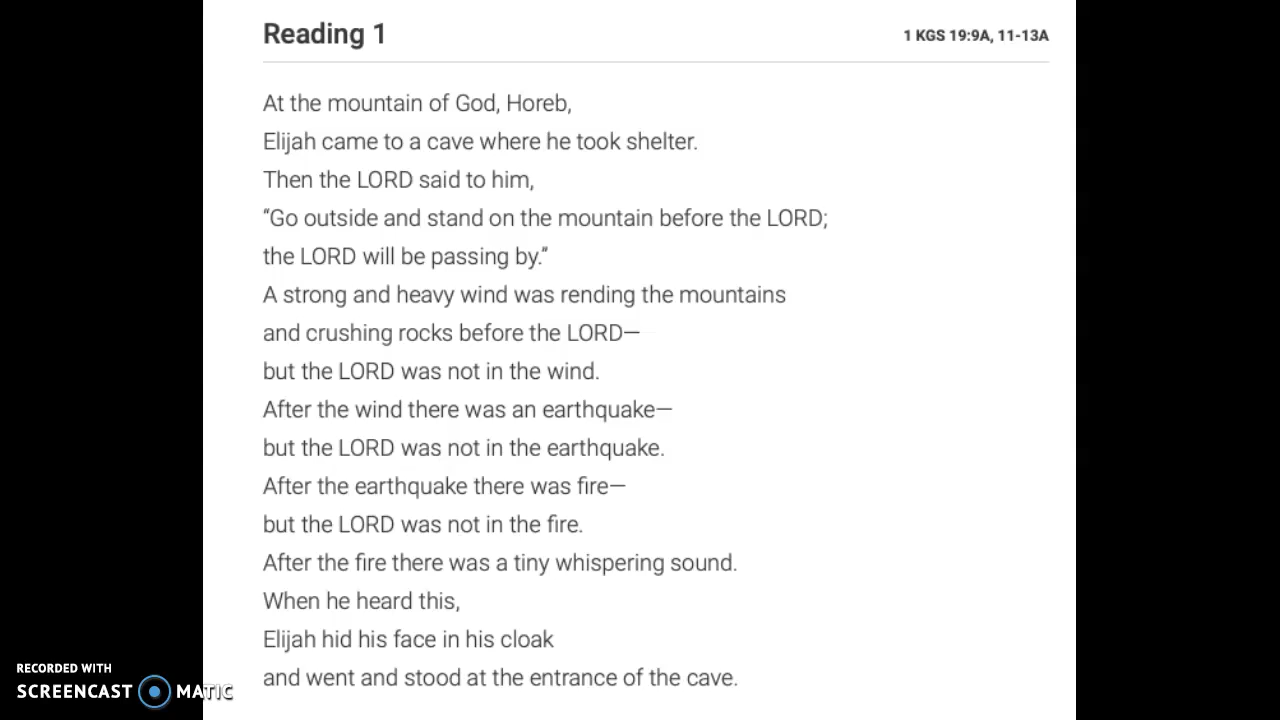 Reading 1
1 KGS 19:9A, 11-13A
At the mountain of God, Horeb,
Elijah came to a cave where he took shelter.
Then the LORD said to him,
“Go outside and stand on the mountain before the LORD;
the LORD will be passing by.”
A strong and heavy wind was rending the mountains
and crushing rocks before the LORD—
but the LORD was not in the wind.
After the wind there was an earthquake—
but the LORD was not in the earthquake.
After the earthquake there was fire—
but the LORD was not in the fire.
After the fire there was a tiny whispering sound.
When he heard this,
Elijah hid his face in his cloak
and went and stood at the entrance of the cave.
RECORDED WITH
SCREENCAST MATIC